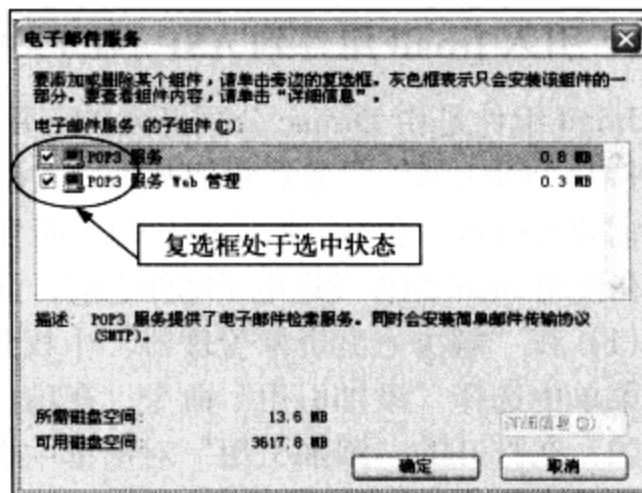 电子邮件服务
要添加或删除某个组件，请单击旁边的复选框。灰色框表示只会安装该组件的一
部分。要查看组件内容，请单击“详细信息”。
电子邮件服务 的子组件(C)
POP3 服务 0.8 MB
POP3 服务 Web 管理 0.3 MB
复选框处于选中状态
描述: POP3 服务提供了电子邮件检索服务。同时会安装简单邮件传输协议
(SMTP)。
所需磁盘空间: 13.6 MB
详细信息(D)...
可用磁盘空间: 3617.8 MB
确定 取消